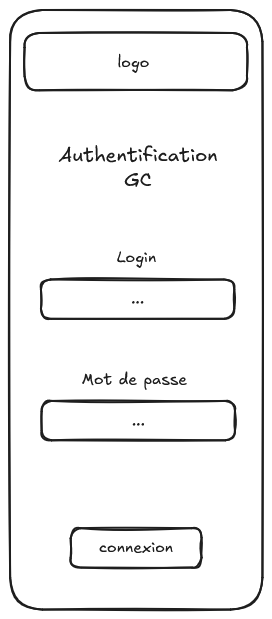 logo
Authentification
GC
Login
...
Mot de passe
...
connexion